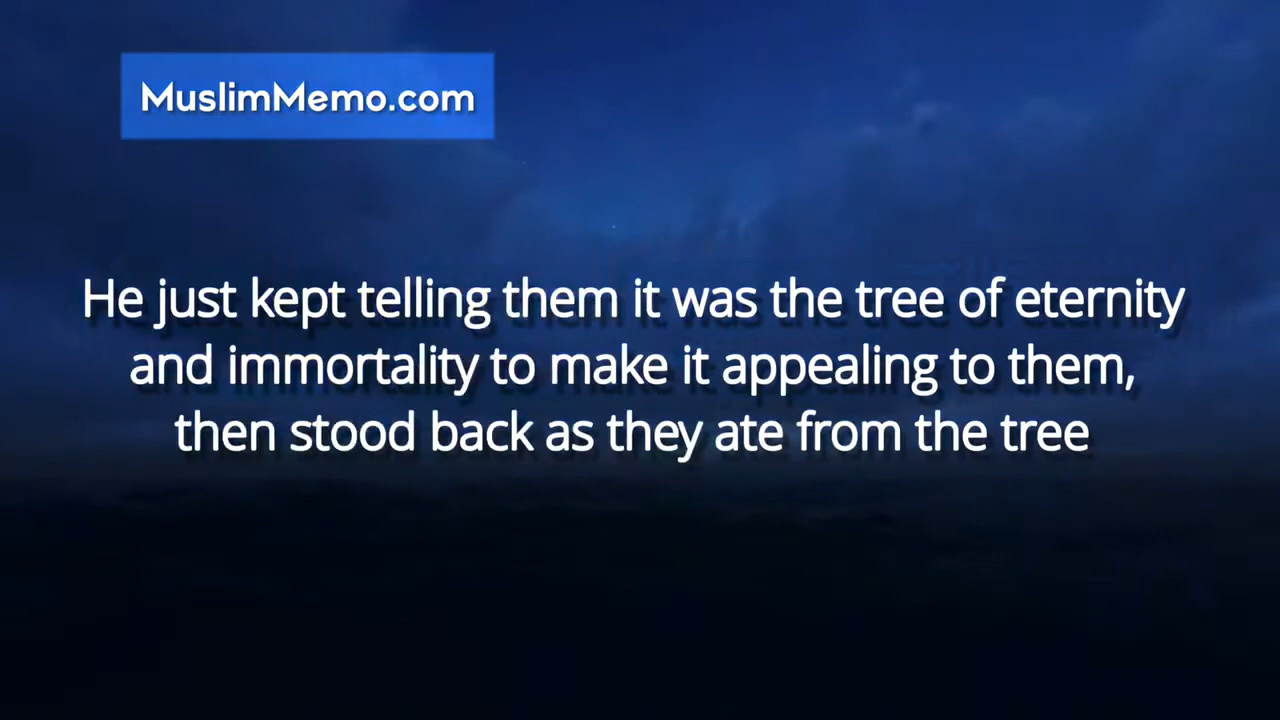 MuslimMemo.com
He just kept telling them it was the tree of eternity
and immortality to make it appealing to them,
then stood back as they ate from the tree